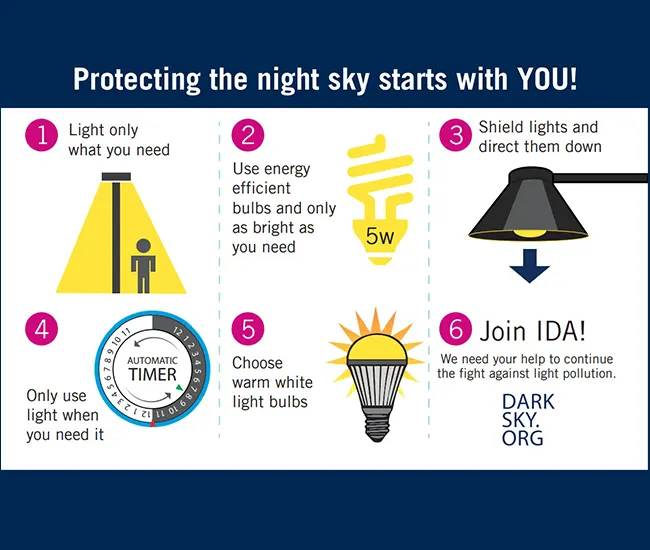 Protecting the night sky starts with YOU!
1
Light only
what you need
2
Use energy
efficient
bulbs and only
as bright as
you need
5w
3
Shield lights and
direct them down
4
Only use
light when
you need it
AUTOMATIC
TIMER
5
Choose
warm white
light bulbs
6 Join IDA!
We need your help to continue
the fight against light pollution.
DARK
SKY.
ORG